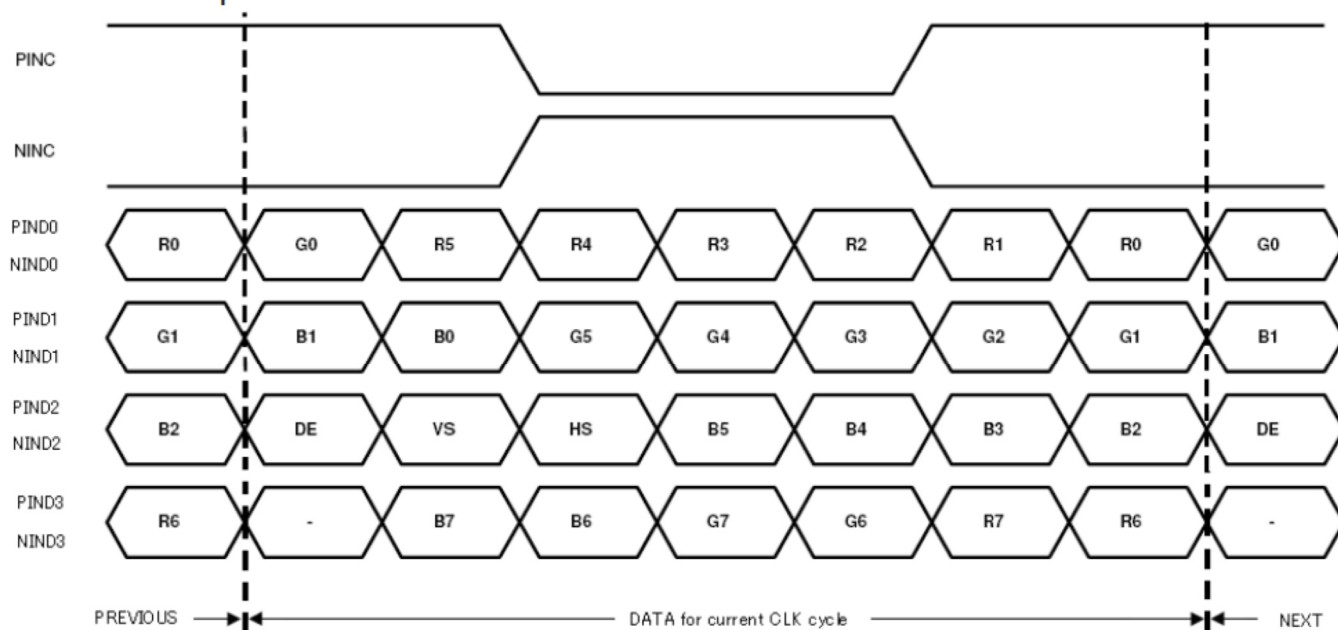 PINC
NINC
PIND0
R0 G0 R5 R4 R3 R2 R1 R0 G0
NIND0
PIND1
G1 B1 B0 G5 G4 G3 G2 G1 B1
NIND1
PIND2
B2 DE VS HS B5 B4 B3 B2 DE
NIND2
PIND3
R6 - B7 B6 G7 G6 R7 R6 -
NIND3
PREVIOUS DATA for current CLK cycle NEXT